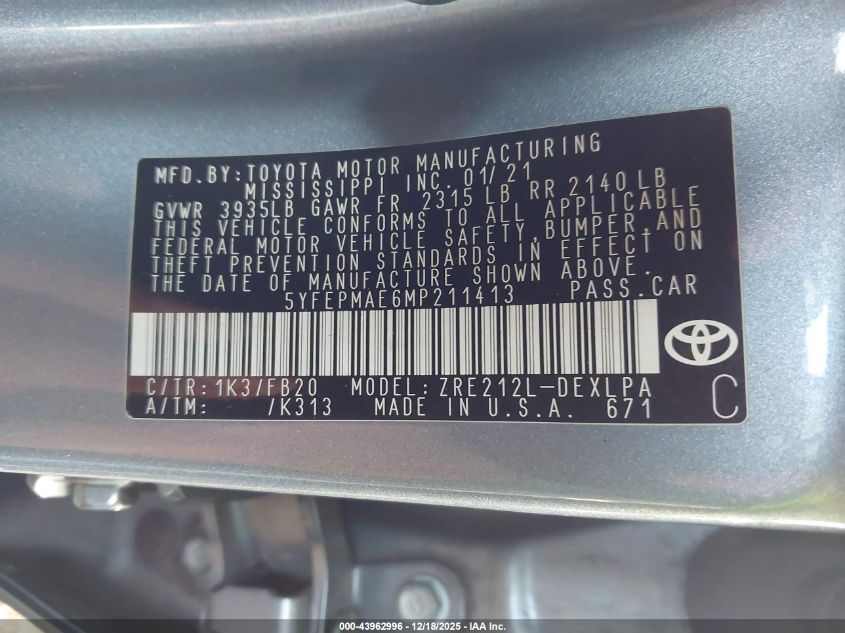 MFD.BY:TOYOTA MOTOR MANUFACTURING
MISSISSIPPI INC. 01/21
GVWR 3935LB GAWR FR 2315 LB RR 2140 LB
THIS VEHICLE CONFORMS TO ALL APPLICABLE
FEDERAL MOTOR VEHICLE SAFETY,BUMPER,AND
THEFT PREVENTION STANDARDS IN EFFECT ON
THE DATE OF MANUFACTURE SHOWN ABOVE.
5YFEPMAE6MP211413 PASS.CAR
C/TR:1K3/FB20 MODEL:ZRE212L-DEXLPA
A/TM: /K313 MADE IN U.S.A. 671 C
000-43962996 - 12/18/2025 - IAA Inc.